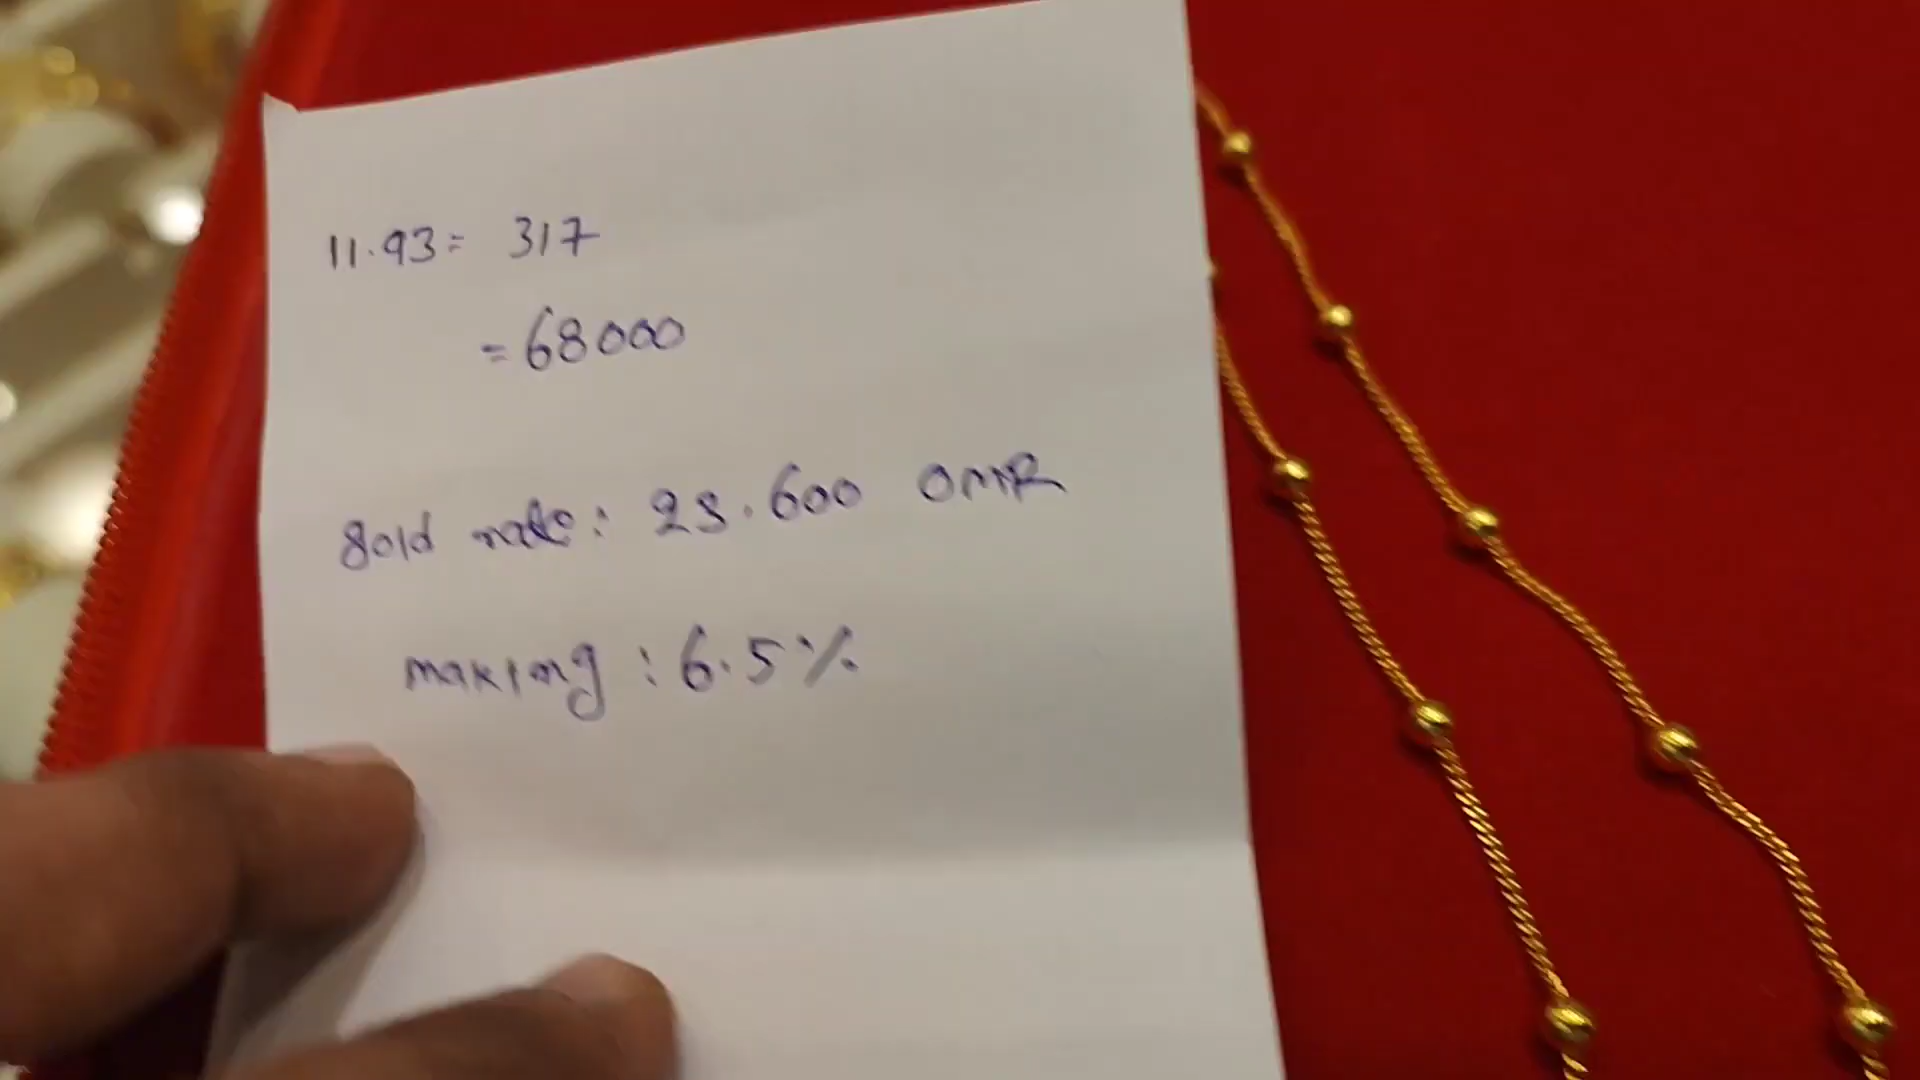 11.93= 317
=68000
gold rate: 23.600 OMR
making : 6.5%